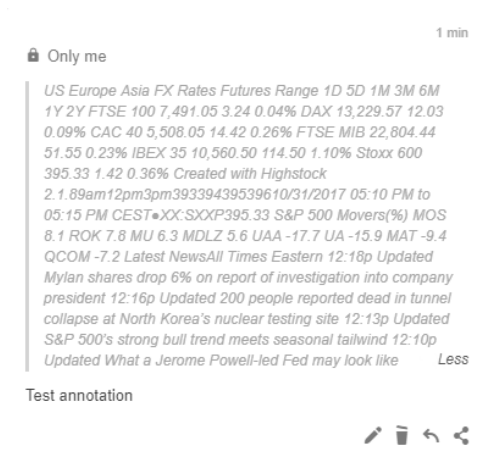 1 min
Only me
US Europe Asia FX Rates Futures Range 1D 5D 1M 3M 6M
1Y 2Y FTSE 100 7,491.05 3.24 0.04% DAX 13,229.57 12.03
0.09% CAC 40 5,508.05 14.42 0.26% FTSE MIB 22,804.44
51.55 0.23% IBEX 35 10,560.50 114.50 1.10% Stoxx 600
395.33 1.42 0.36% Created with Highstock
2.1.89am12pm3pm39339439539610/31/2017 05:10 PM to
05:15 PM CEST●XX:SXXP395.33 S&P 500 Movers(%) MOS
8.1 ROK 7.8 MU 6.3 MDLZ 5.6 UAA -17.7 UA -15.9 MAT -9.4
QCOM -7.2 Latest NewsAll Times Eastern 12:18p Updated
Mylan shares drop 6% on report of investigation into company
president 12:16p Updated 200 people reported dead in tunnel
collapse at North Korea's nuclear testing site 12:13p Updated
S&P 500's strong bull trend meets seasonal tailwind 12:10p
Updated What a Jerome Powell-led Fed may look like Less
Test annotation